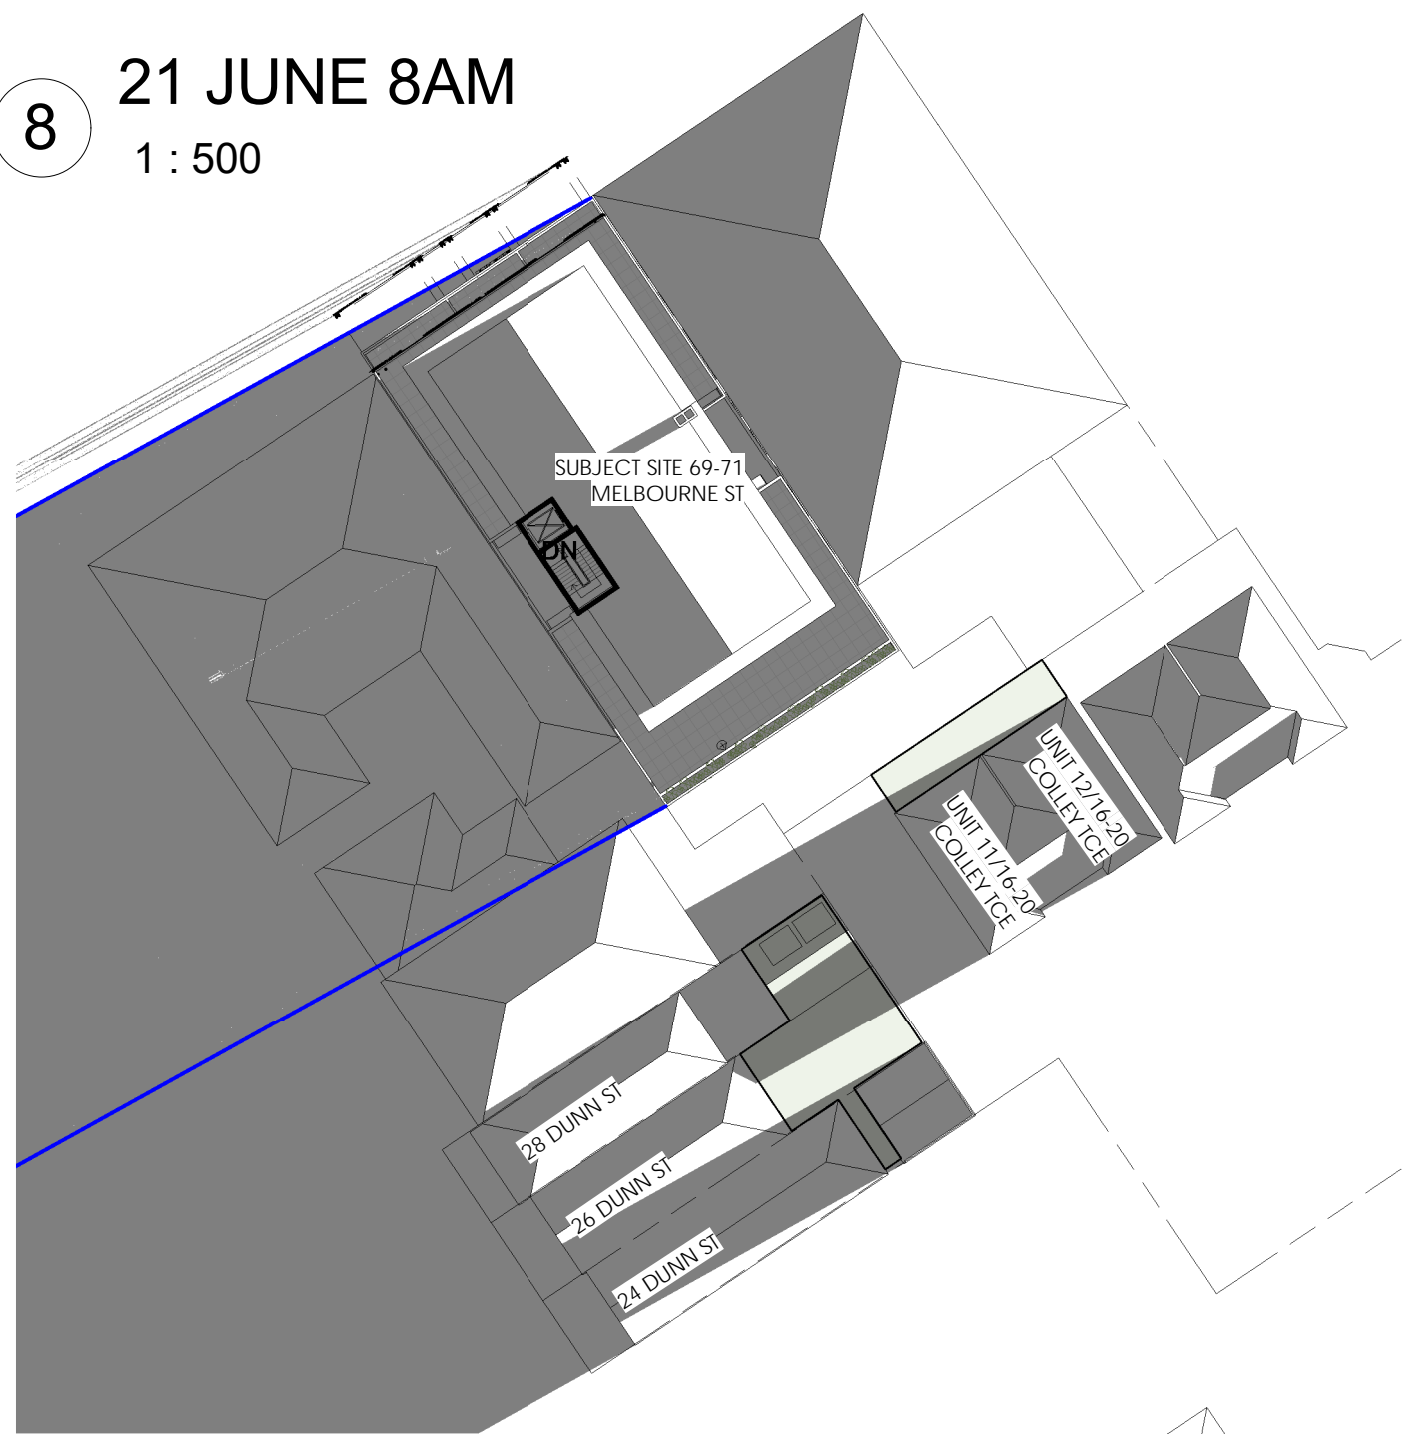 8
21 JUNE 8AM
1 : 500
SUBJECT SITE 69-71
MELBOURNE ST
DN
UNIT 12/16-20
COLLEY TCE
UNIT 11/16-20
COLLEY TCE
28 DUNN ST
26 DUNN ST
24 DUNN ST